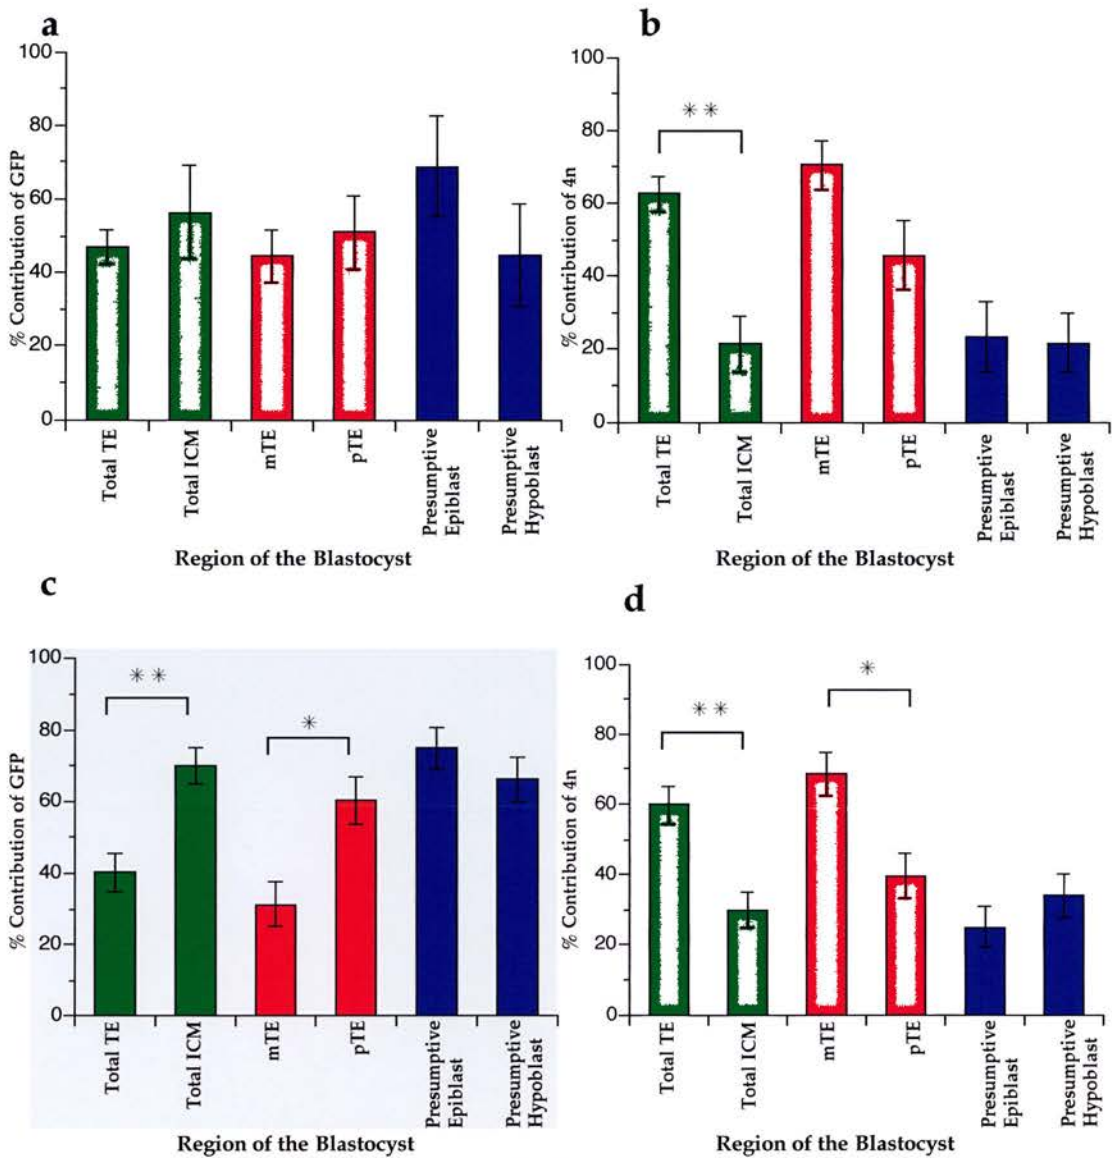 a
100
80
60
40
20
0
% Contribution of GFP
Total TE
Total ICM
mTE
pTE
Presumptive
Epiblast
Presumptive
Hypoblast
Region of the Blastocyst
b
100
80
60
40
20
0
% Contribution of 4n
* *
Total TE
Total ICM
mTE
pTE
Presumptive
Epiblast
Presumptive
Hypoblast
Region of the Blastocyst
c
100
80
60
40
20
0
% Contribution of GFP
* *
*
Total TE
Total ICM
mTE
pTE
Presumptive
Epiblast
Presumptive
Hypoblast
Region of the Blastocyst
d
100
80
60
40
20
0
% Contribution of 4n
* *
*
Total TE
Total ICM
mTE
pTE
Presumptive
Epiblast
Presumptive
Hypoblast
Region of the Blastocyst